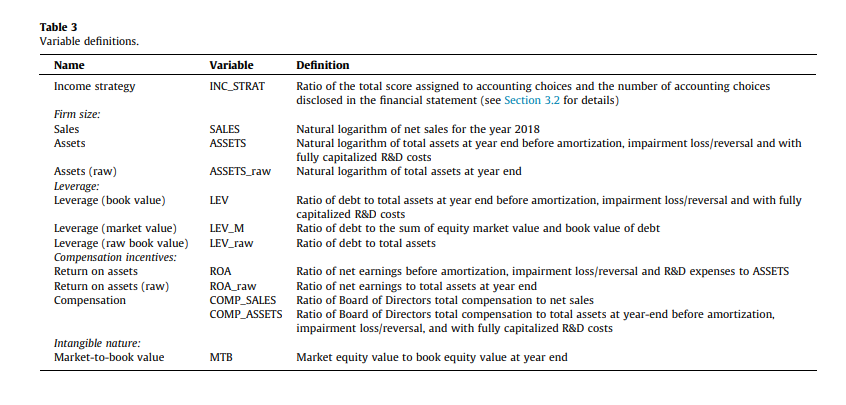 Table 3
Variable definitions.
Name Variable Definition
Income strategy INC_STRAT Ratio of the total score assigned to accounting choices and the number of accounting choices
disclosed in the financial statement (see Section 3.2 for details)
Firm size:
Sales SALES Natural logarithm of net sales for the year 2018
Assets ASSETS Natural logarithm of total assets at year end before amortization, impairment loss/reversal and with
fully capitalized R&D costs
Assets (raw) ASSETS_raw Natural logarithm of total assets at year end
Leverage:
Leverage (book value) LEV Ratio of debt to total assets at year end before amortization, impairment loss/reversal and with fully
capitalized R&D costs
Leverage (market value) LEV_M Ratio of debt to the sum of equity market value and book value of debt
Leverage (raw book value) LEV_raw Ratio of debt to total assets
Compensation incentives:
Return on assets ROA Ratio of net earnings before amortization, impairment loss/reversal and R&D expenses to ASSETS
Return on assets (raw) ROA_raw Ratio of net earnings to total assets at year end
Compensation COMP_SALES Ratio of Board of Directors total compensation to net sales
COMP_ASSETS Ratio of Board of Directors total compensation to total assets at year-end before amortization,
impairment loss/reversal, and with fully capitalized R&D costs
Intangible nature:
Market-to-book value MTB Market equity value to book equity value at year end